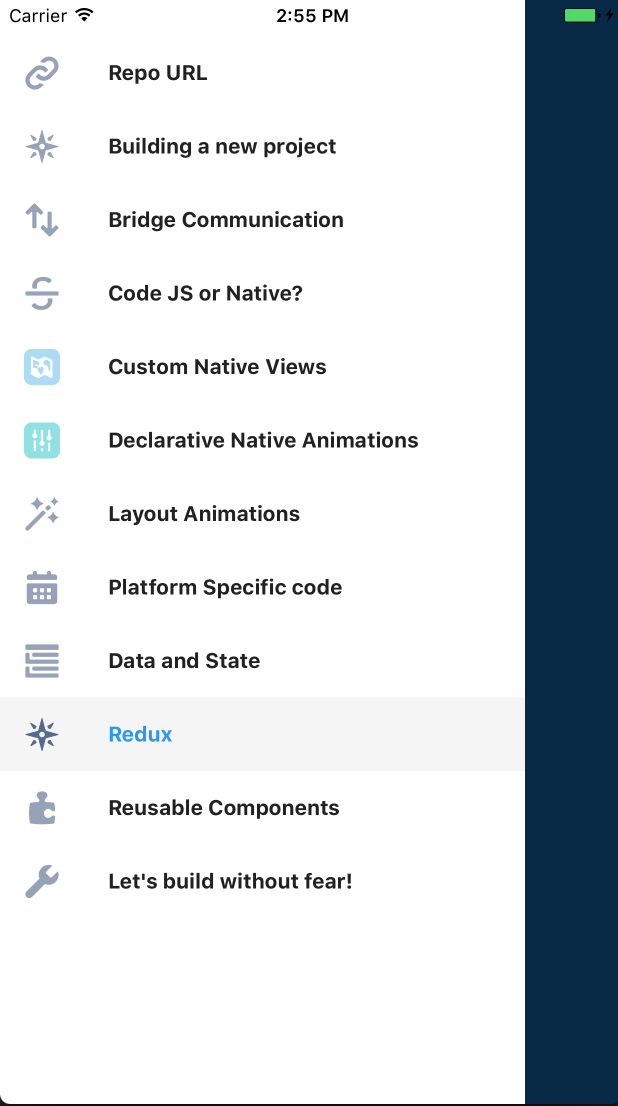 Carrier 2:55 PM
Repo URL
Building a new project
Bridge Communication
Code JS or Native?
Custom Native Views
Declarative Native Animations
Layout Animations
Platform Specific code
Data and State
Redux
Reusable Components
Let's build without fear!